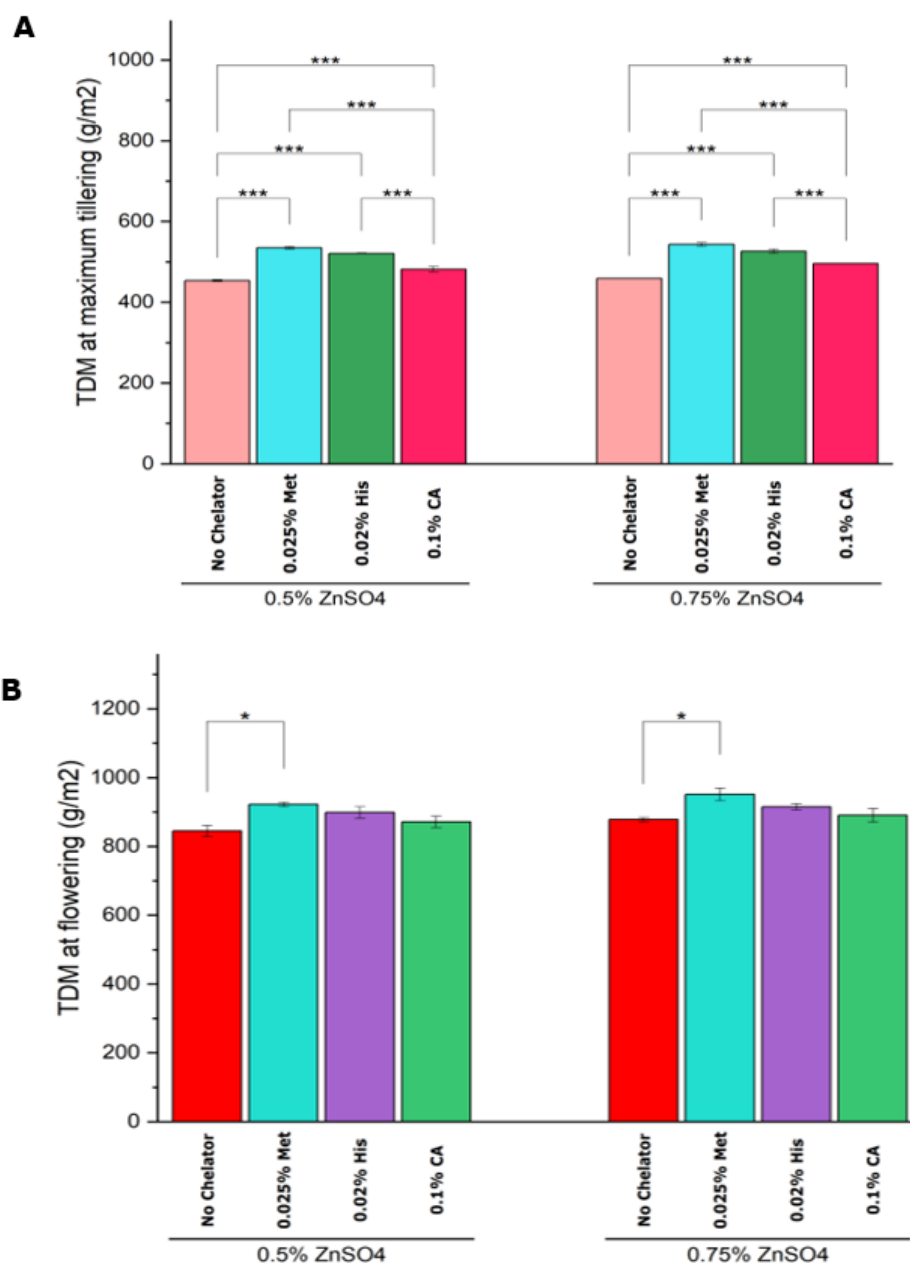 A
TDM at maximum tillering (g/m2)
1000
800
600
400
200
0
***
***
***
***
***
***
***
***
***
***
No Chelator
0.025% Met
0.02% His
0.1% CA
No Chelator
0.025% Met
0.02% His
0.1% CA
0.5% ZnSO4
0.75% ZnSO4
B
TDM at flowering (g/m2)
1200
1000
800
600
400
200
0
*
*
No Chelator
0.025% Met
0.02% His
0.1% CA
No Chelator
0.025% Met
0.02% His
0.1% CA
0.5% ZnSO4
0.75% ZnSO4